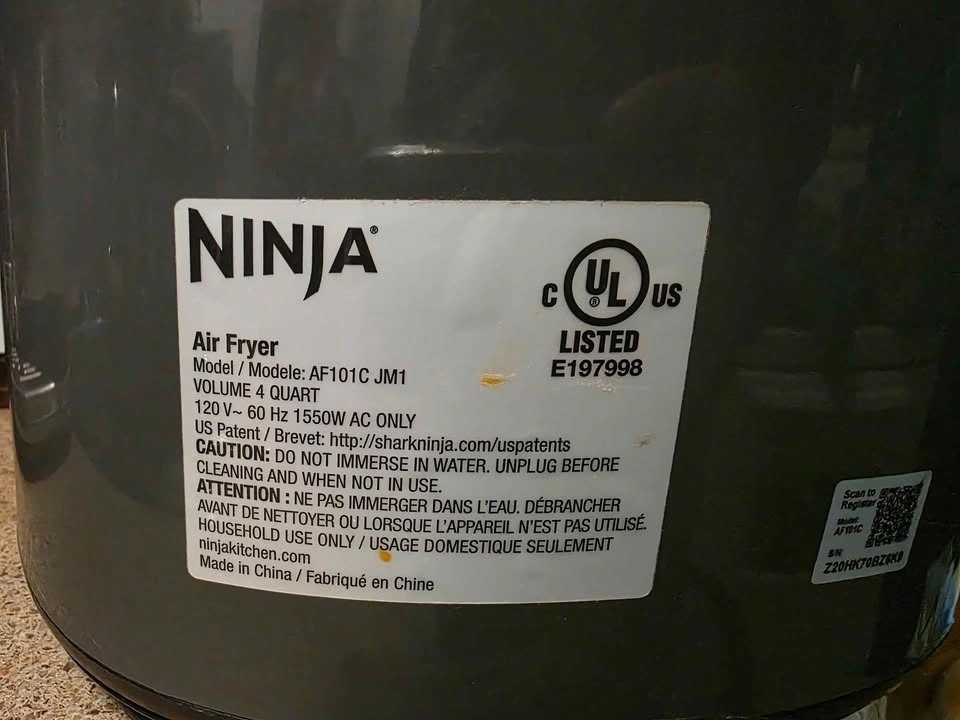 NINJA®
C UL® US
LISTED
E197998
Air Fryer
Model / Modele: AF101C JM1
VOLUME 4 QUART
120 V~ 60 Hz 1550W AC ONLY
US Patent / Brevet: http://sharkninja.com/uspatents
CAUTION: DO NOT IMMERSE IN WATER. UNPLUG BEFORE
CLEANING AND WHEN NOT IN USE.
ATTENTION : NE PAS IMMERGER DANS L'EAU. DÉBRANCHER
AVANT DE NETTOYER OU LORSQUE L'APPAREIL N'EST PAS UTILISÉ.
HOUSEHOLD USE ONLY / USAGE DOMESTIQUE SEULEMENT
ninjakitchen.com
Made in China / Fabriqué en Chine
Scan to
Register
Model:
AF101C
S/N: